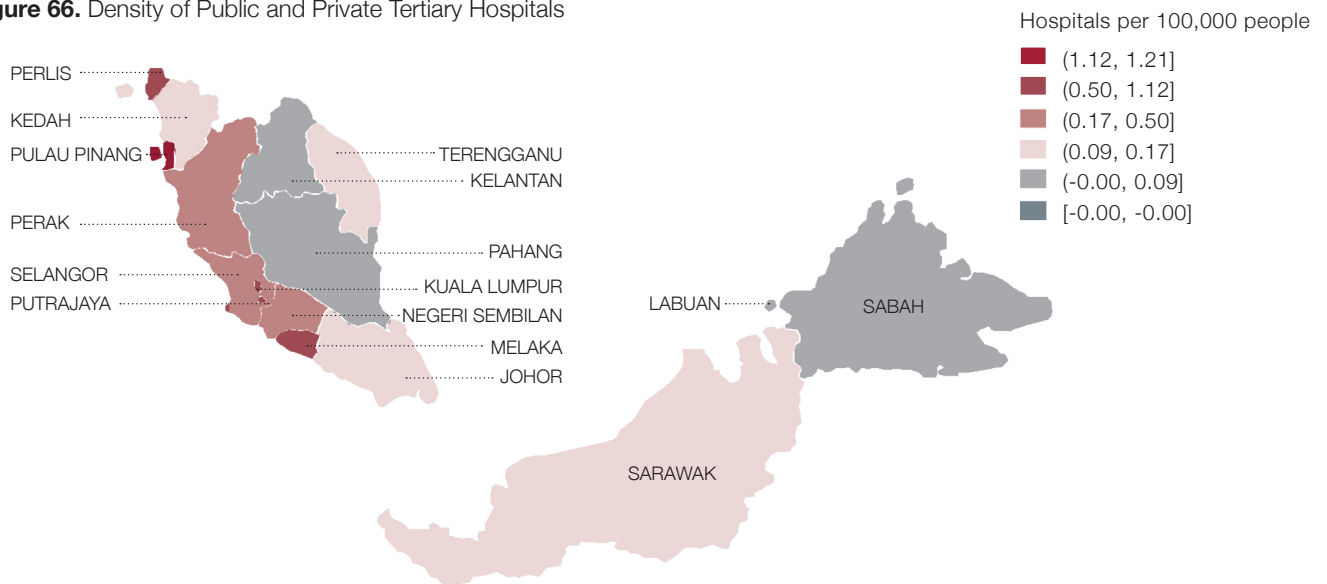 gure 66. Density of Public and Private Tertiary Hospitals
Hospitals per 100,000 people
(1.12, 1.21]
(0.50, 1.12]
(0.17, 0.50]
(0.09, 0.17]
(-0.00, 0.09]
[-0.00, -0.00]
PERLIS
KEDAH
PULAU PINANG
PERAK
SELANGOR
PUTRAJAYA
TERENGGANU
KELANTAN
PAHANG
KUALA LUMPUR
NEGERI SEMBILAN
MELAKA
JOHOR
LABUAN
SABAH
SARAWAK